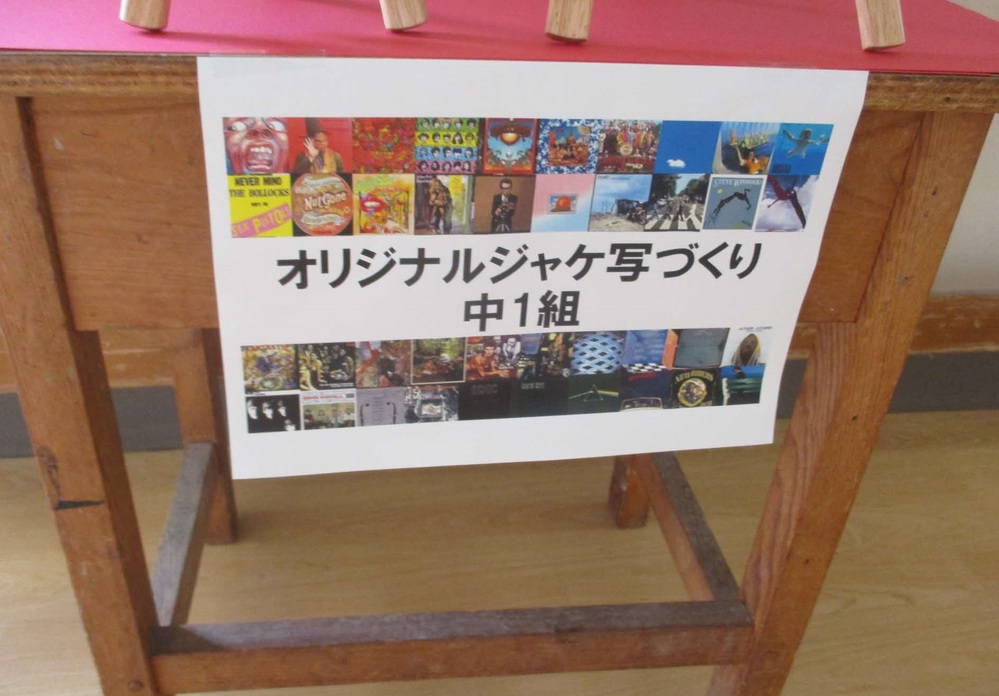 NEVER MIND
THE BOLLOCKS
SEX PISTOLS
オリジナルジャケ写づくり
中1組